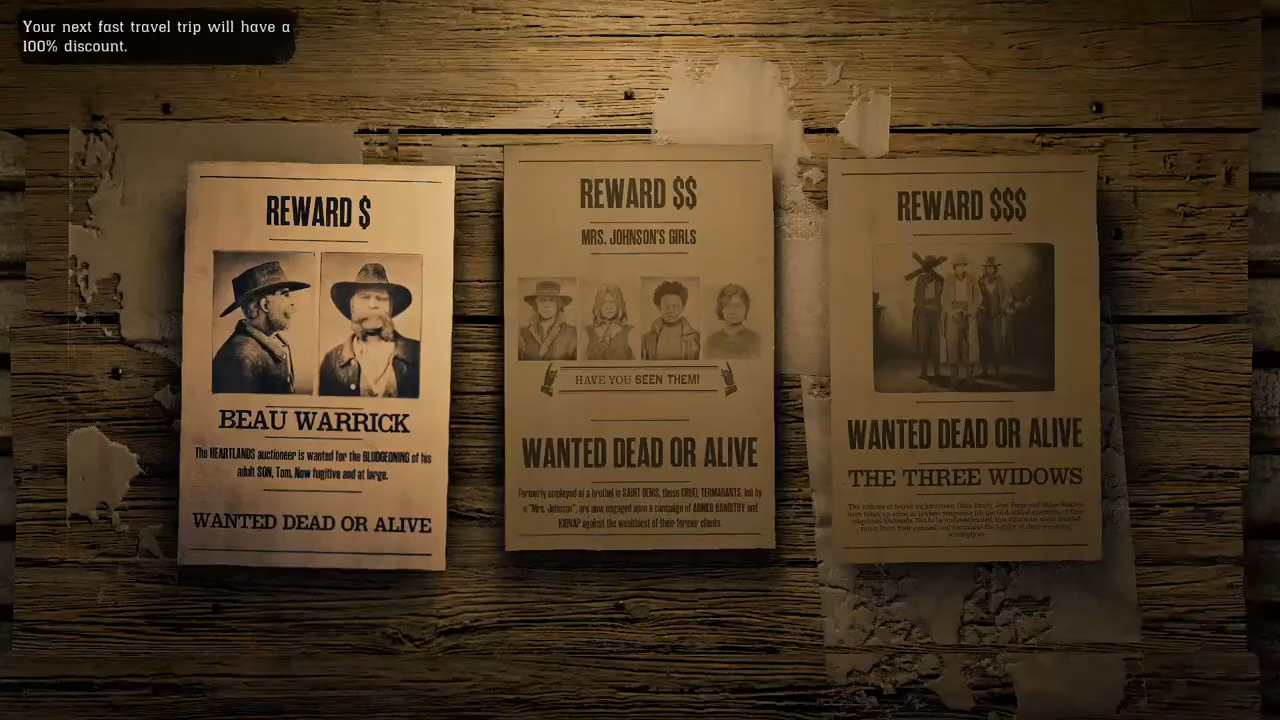 Your next fast travel trip will have a
100% discount.
REWARD $
BEAU WARRICK
The HEARTLANDS auctioneer is wanted for the BLUDGEONING of his
adult SON, Tom. Now fugitive and at large.
WANTED DEAD OR ALIVE
REWARD $$
MRS. JOHNSON'S GIRLS
HAVE YOU SEEN THEM!
WANTED DEAD OR ALIVE
Formerly employed at a brothel in SAINT DENIS, these CRUEL TERMAGANTS, led by
a "Mrs. Johnson", are now engaged upon a campaign of ARMED BANDITRY and
KIDNAP against the wealthiest of their former clients.
REWARD $$$
WANTED DEAD OR ALIVE
THE THREE WIDOWS